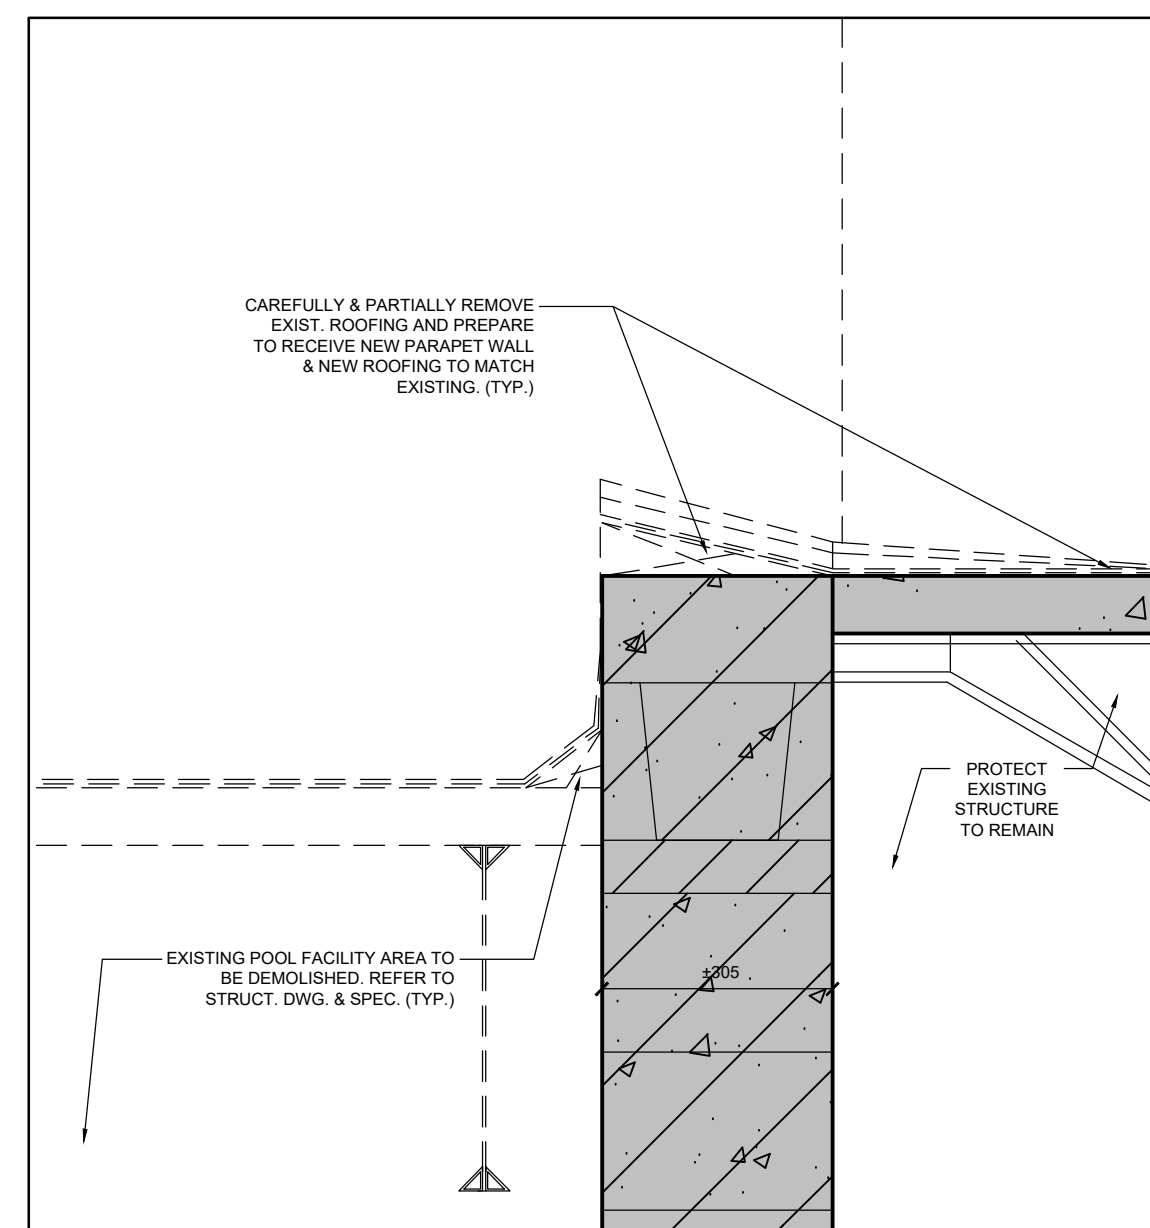 CAREFULLY & PARTIALLY REMOVE
EXIST. ROOFING AND PREPARE
TO RECEIVE NEW PARAPET WALL
& NEW ROOFING TO MATCH
EXISTING. (TYP.)
PROTECT
EXISTING
STRUCTURE
TO REMAIN
EXISTING POOL FACILITY AREA TO
BE DEMOLISHED. REFER TO
STRUCT. DWG. & SPEC. (TYP.)
±305